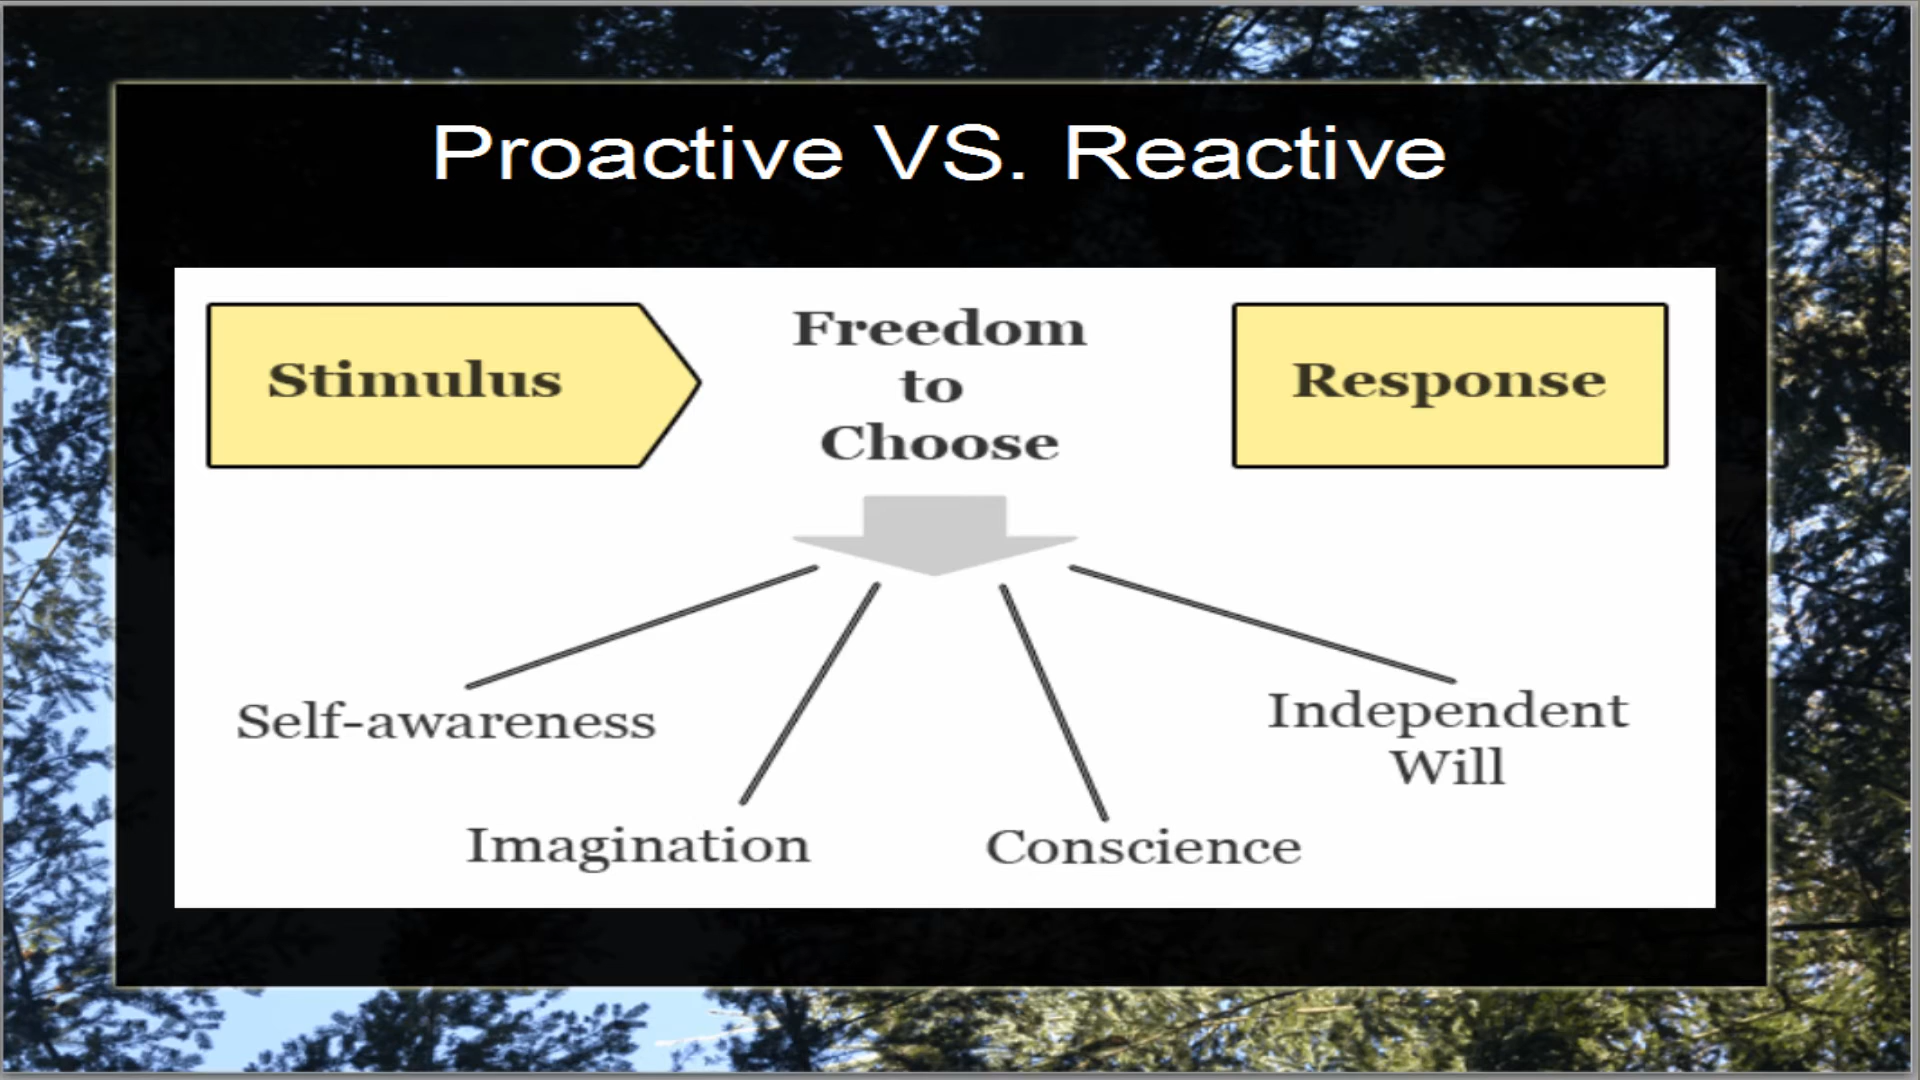 Proactive VS. Reactive
Stimulus
Freedom
to
Choose
Response
Self-awareness
Imagination
Conscience
Independent
Will